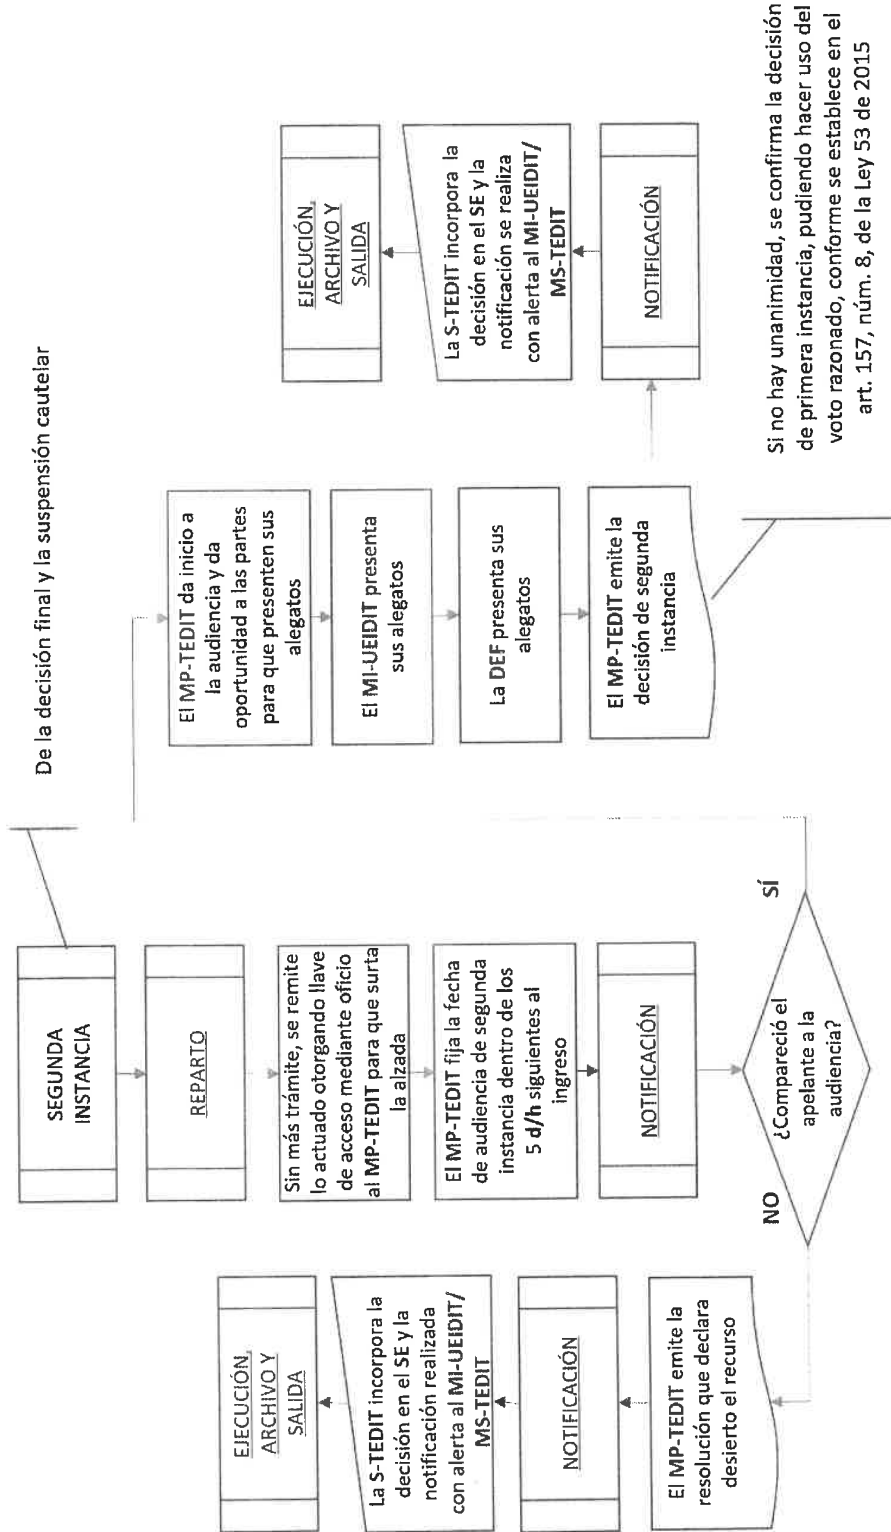 De la decisión final y la suspensión cautelar
SEGUNDA
INSTANCIA
REPARTO
Sin más trámite, se remite
lo actuado otorgando llave
de acceso mediante oficio
al MP-TEDIT para que surta
la alzada
El MP-TEDIT fija la fecha
de audiencia de segunda
instancia dentro de los
5 d/h siguientes al
ingreso
NOTIFICACIÓN
¿Compareció el
apelante a la
audiencia?
NO
SÍ
El MP-TEDIT emite la
resolución que declara
desierto el recurso
NOTIFICACIÓN
La S-TEDIT incorpora la
decisión en el SE y la
notificación realizada
con alerta al MI-UEIDIT/
MS-TEDIT
EJECUCIÓN,
ARCHIVO Y
SALIDA
El MP-TEDIT da inicio a
la audiencia y da
oportunidad a las partes
para que presenten sus
alegatos
El MI-UEIDIT presenta
sus alegatos
La DEF presenta sus
alegatos
El MP-TEDIT emite la
decisión de segunda
instancia
NOTIFICACIÓN
La S-TEDIT incorpora la
decisión en el SE y la
notificación se realiza
con alerta al MI-UEIDIT/
MS-TEDIT
EJECUCIÓN,
ARCHIVO Y
SALIDA
Si no hay unanimidad, se confirma la decisión
de primera instancia, pudiendo hacer uso del
voto razonado, conforme se establece en el
art. 157, núm. 8, de la Ley 53 de 2015